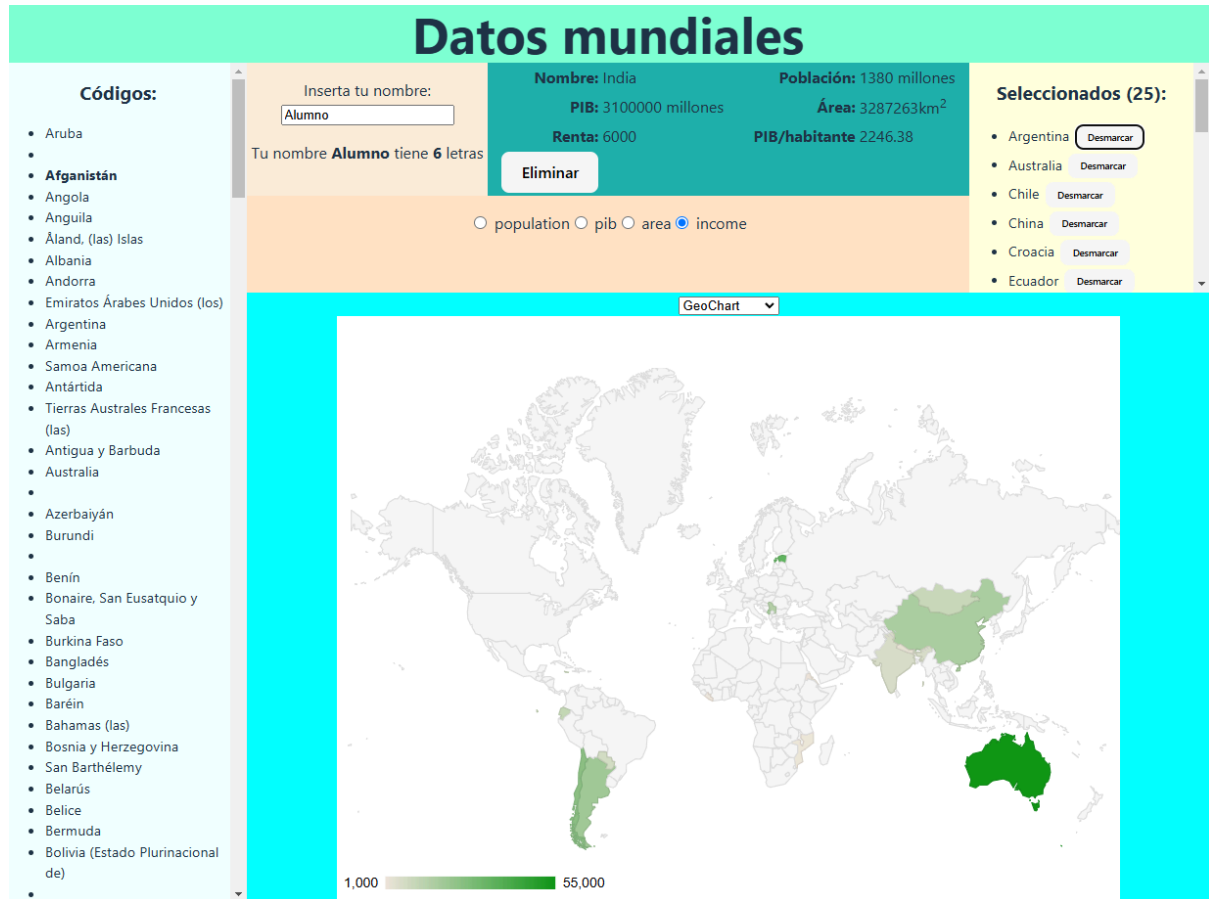 Datos mundiales
Códigos:
Aruba
Afganistán
Angola
Anguila
Åland, (las) Islas
Albania
Andorra
Emiratos Árabes Unidos (los)
Argentina
Armenia
Samoa Americana
Antártida
Tierras Australes Francesas
(las)
Antigua y Barbuda
Australia
Azerbaiyán
Burundi
Benín
Bonaire, San Eusatquio y
Saba
Burkina Faso
Bangladés
Bulgaria
Baréin
Bahamas (las)
Bosnia y Herzegovina
San Barthélemy
Belarús
Belice
Bermuda
Bolivia (Estado Plurinacional
de)
Inserta tu nombre:
Alumno
Tu nombre Alumno tiene 6 letras
Nombre: India Población: 1380 millones
PIB: 3100000 millones Área: 3287263km²
Renta: 6000 PIB/habitante 2246.38
Eliminar
population pib area income
Seleccionados (25):
Argentina Desmarcar
Australia Desmarcar
Chile Desmarcar
China Desmarcar
Croacia Desmarcar
Ecuador Desmarcar
GeoChart
1,000 55,000